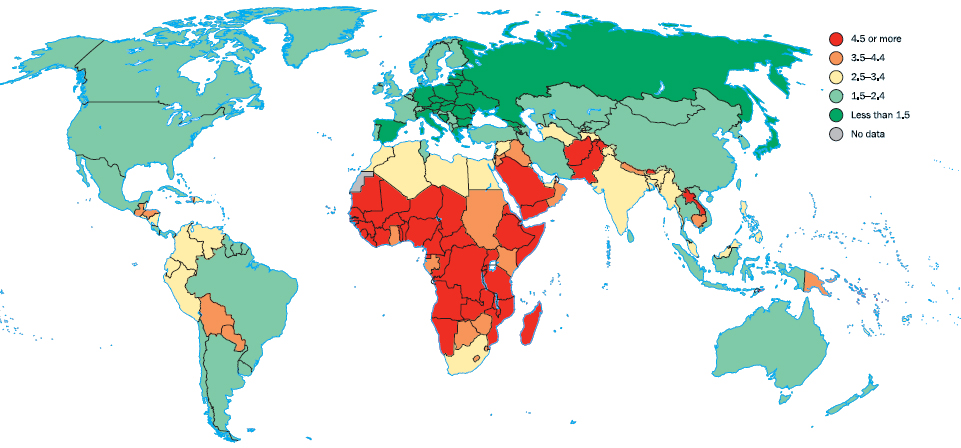 4.5 or more
3.5–4.4
2.5–3.4
1.5–2.4
Less than 1.5
No data